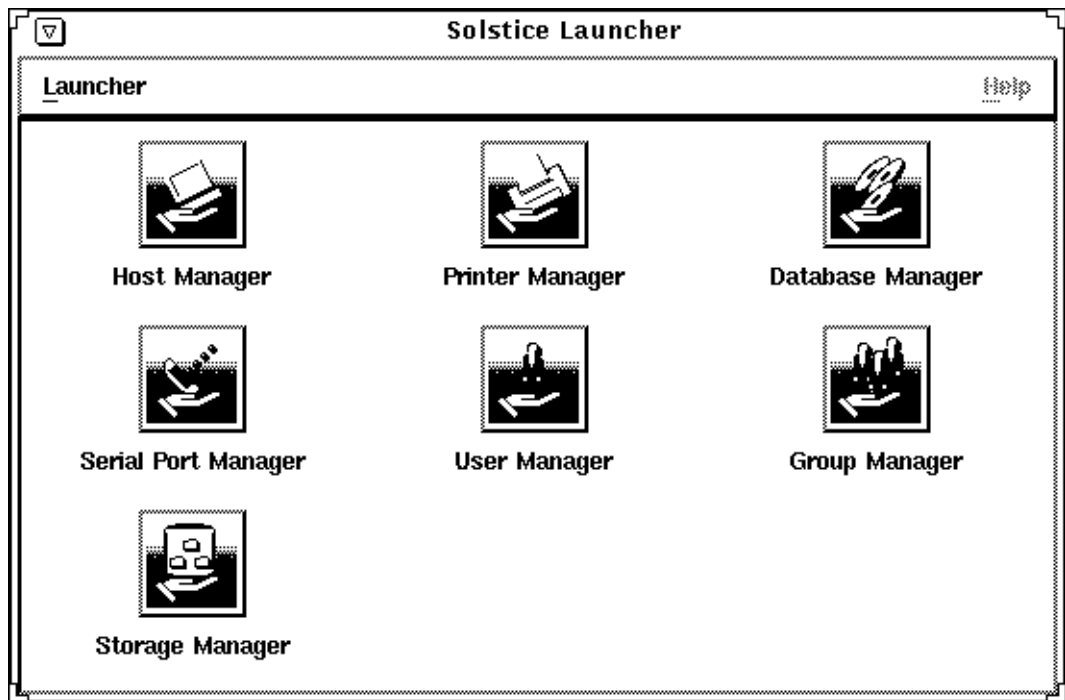 Solstice Launcher
Launcher Help
Host Manager Printer Manager Database Manager
Serial Port Manager User Manager Group Manager
Storage Manager